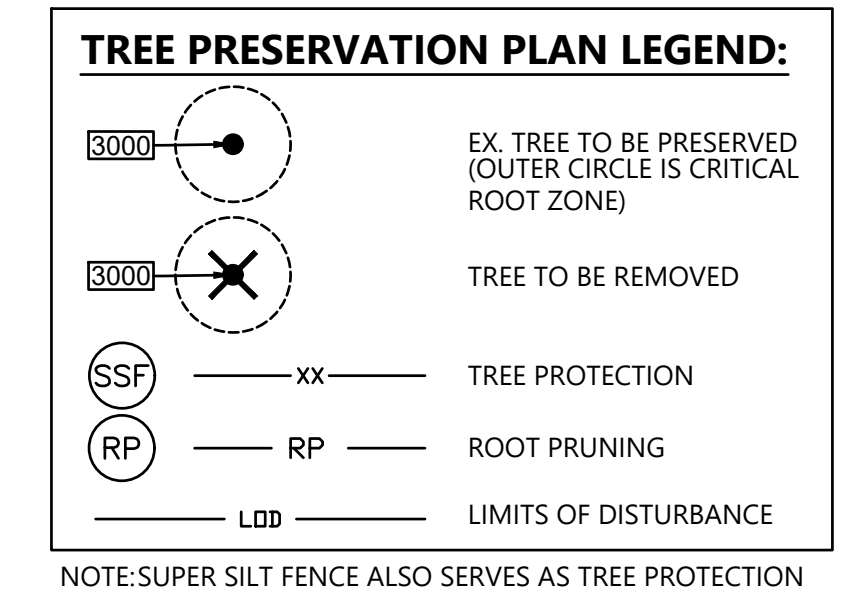 TREE PRESERVATION PLAN LEGEND:
3000
EX. TREE TO BE PRESERVED
(OUTER CIRCLE IS CRITICAL
ROOT ZONE)
3000
TREE TO BE REMOVED
SSF XX TREE PROTECTION
RP RP ROOT PRUNING
LOD LIMITS OF DISTURBANCE
NOTE:SUPER SILT FENCE ALSO SERVES AS TREE PROTECTION